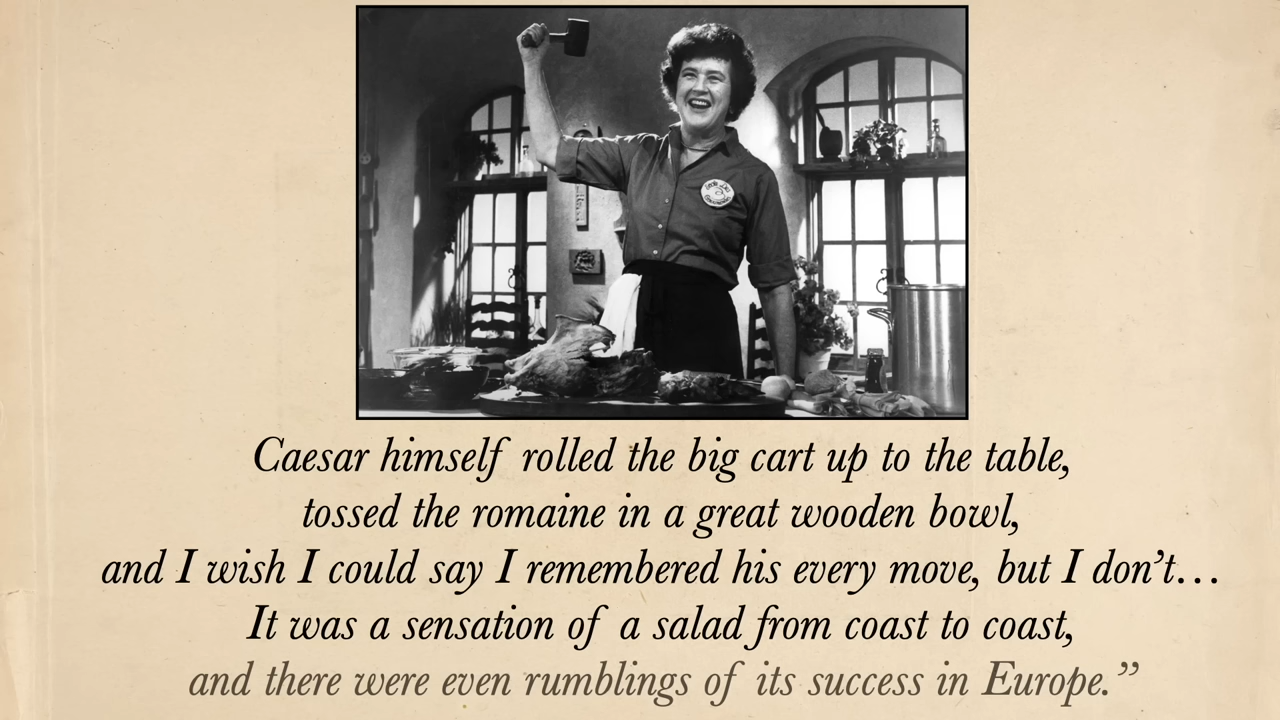 Caesar himself rolled the big cart up to the table,
tossed the romaine in a great wooden bowl,
and I wish I could say I remembered his every move, but I don’t…
It was a sensation of a salad from coast to coast,
and there were even rumblings of its success in Europe.”